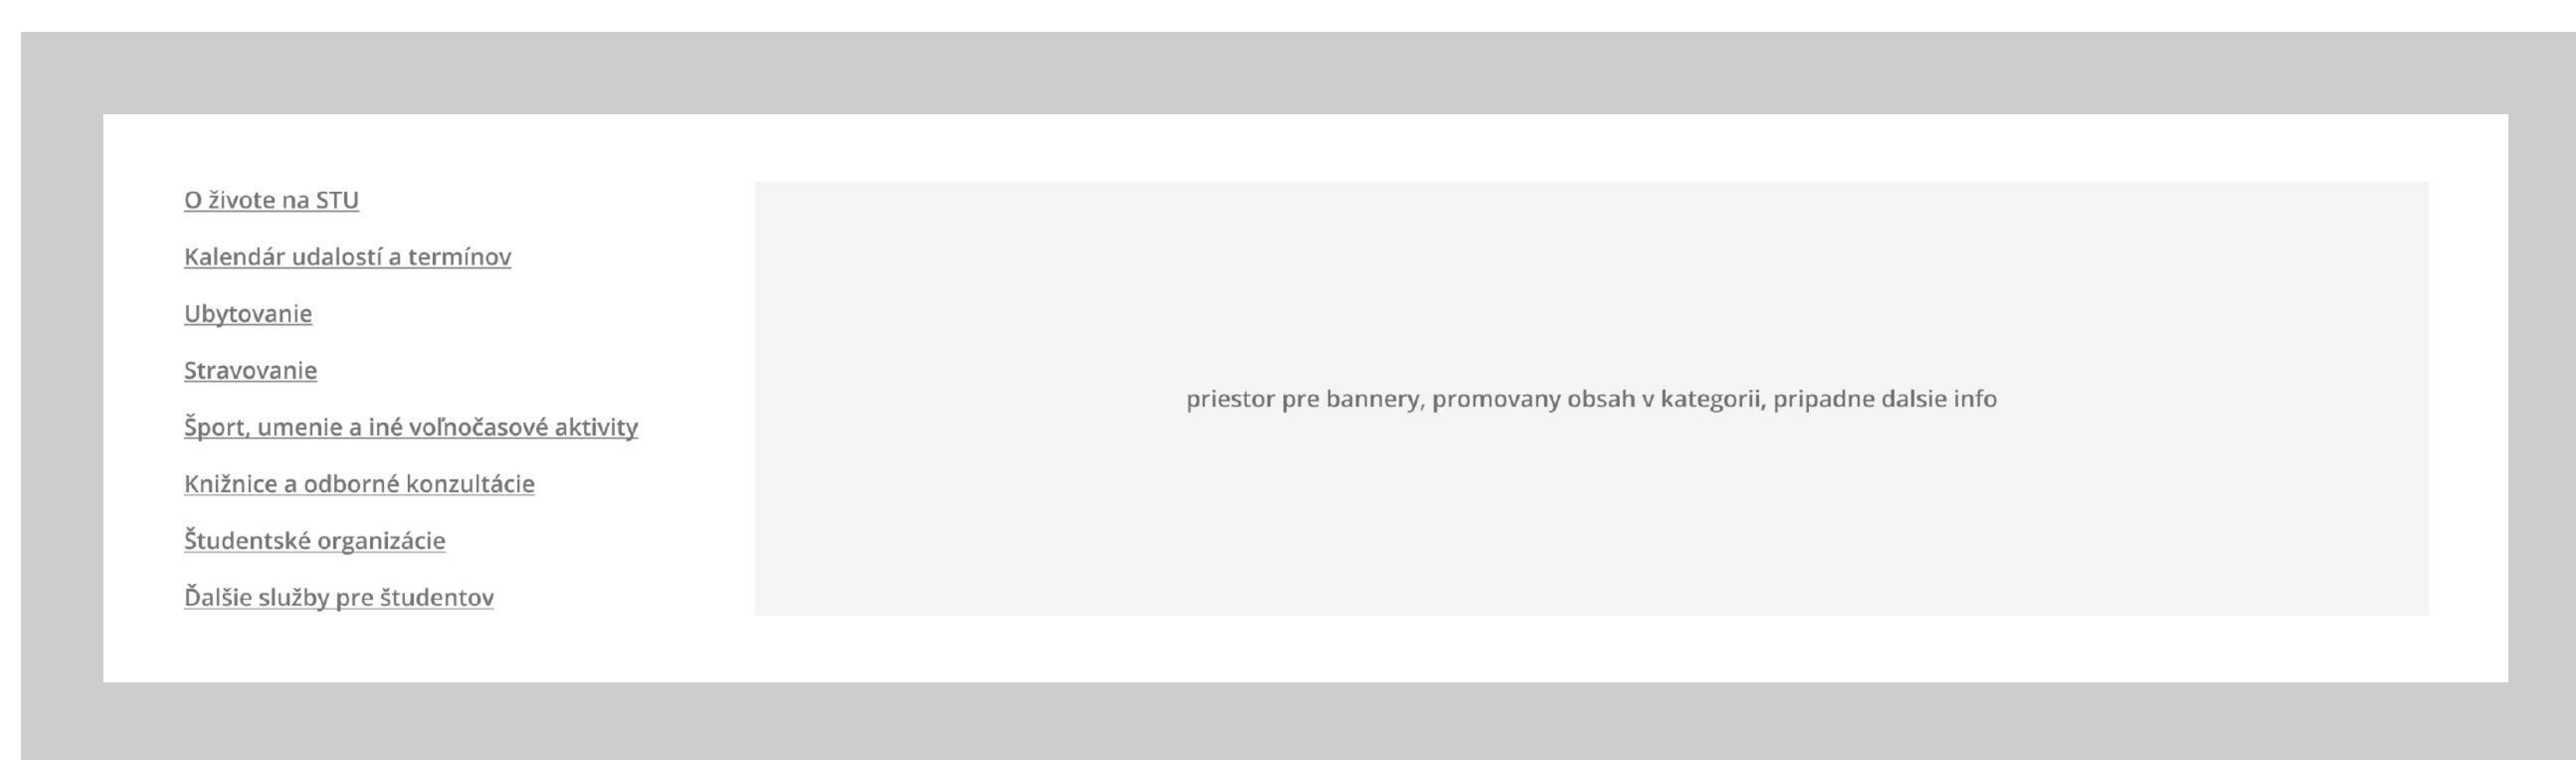 O živote na STU
Kalendár udalostí a termínov
Ubytovanie
Stravovanie
Šport, umenie a iné voľnočasové aktivity
Knižnice a odborné konzultácie
Študentské organizácie
Ďalšie služby pre študentov
priestor pre bannery, promovany obsah v kategorii, pripadne dalsie info